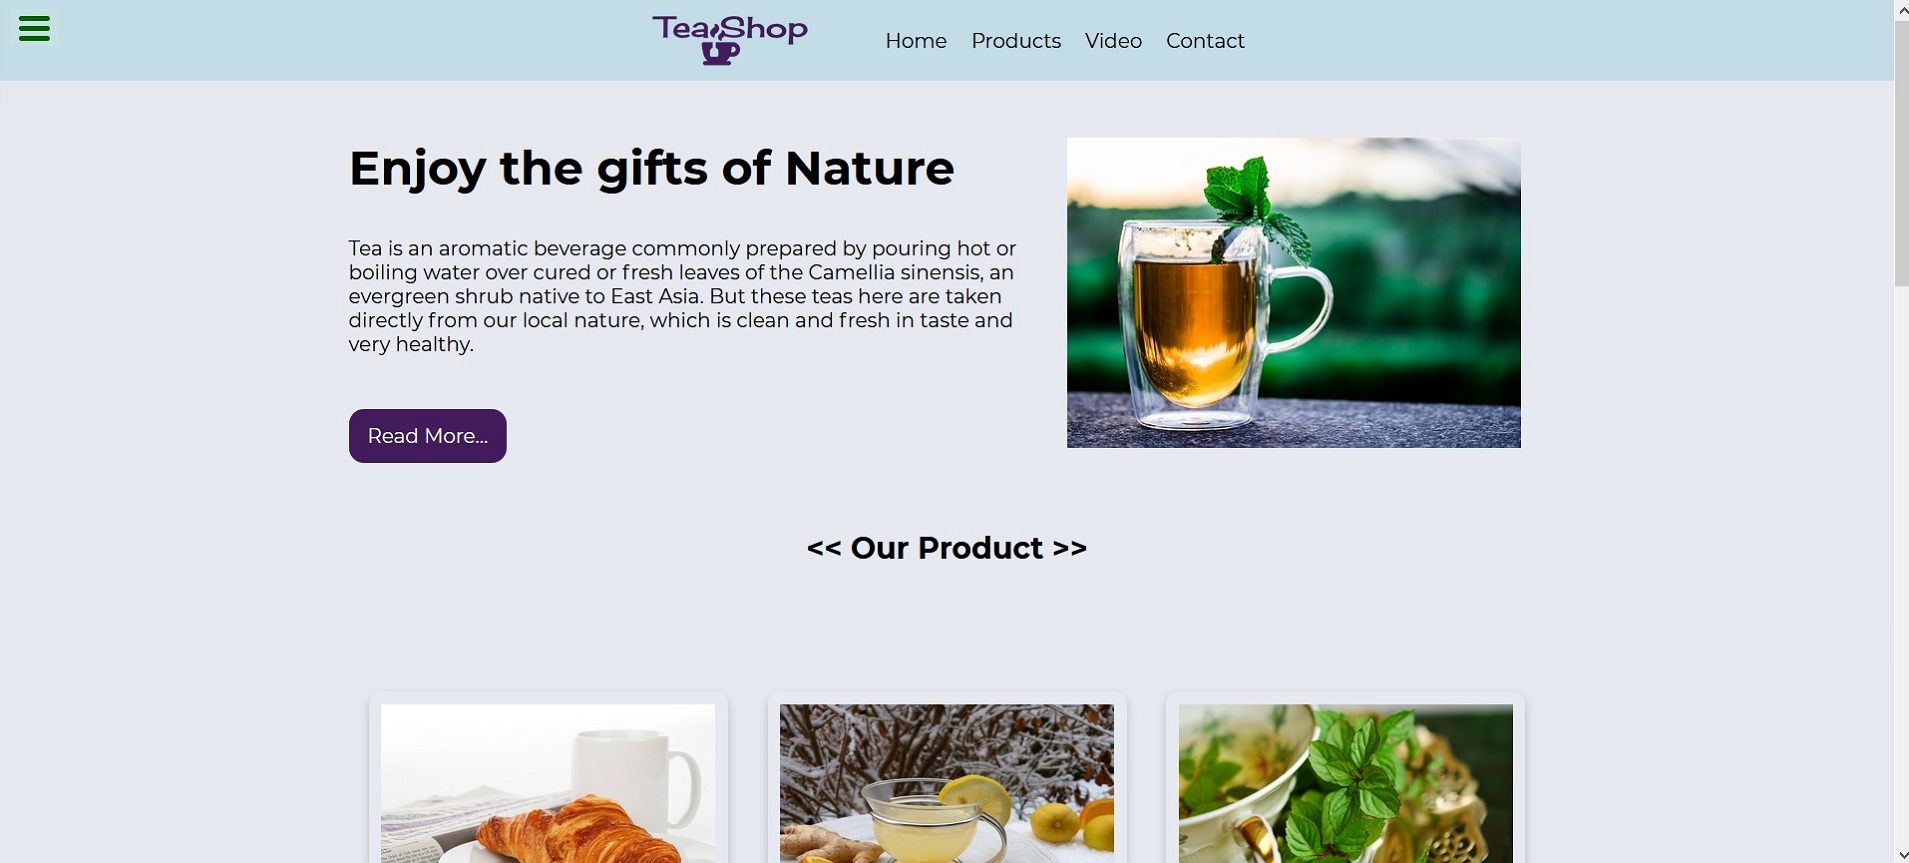 Tea Shop
Home Products Video Contact
Enjoy the gifts of Nature
Tea is an aromatic beverage commonly prepared by pouring hot or
boiling water over cured or fresh leaves of the Camellia sinensis, an
evergreen shrub native to East Asia. But these teas here are taken
directly from our local nature, which is clean and fresh in taste and
very healthy.
Read More...
<< Our Product >>